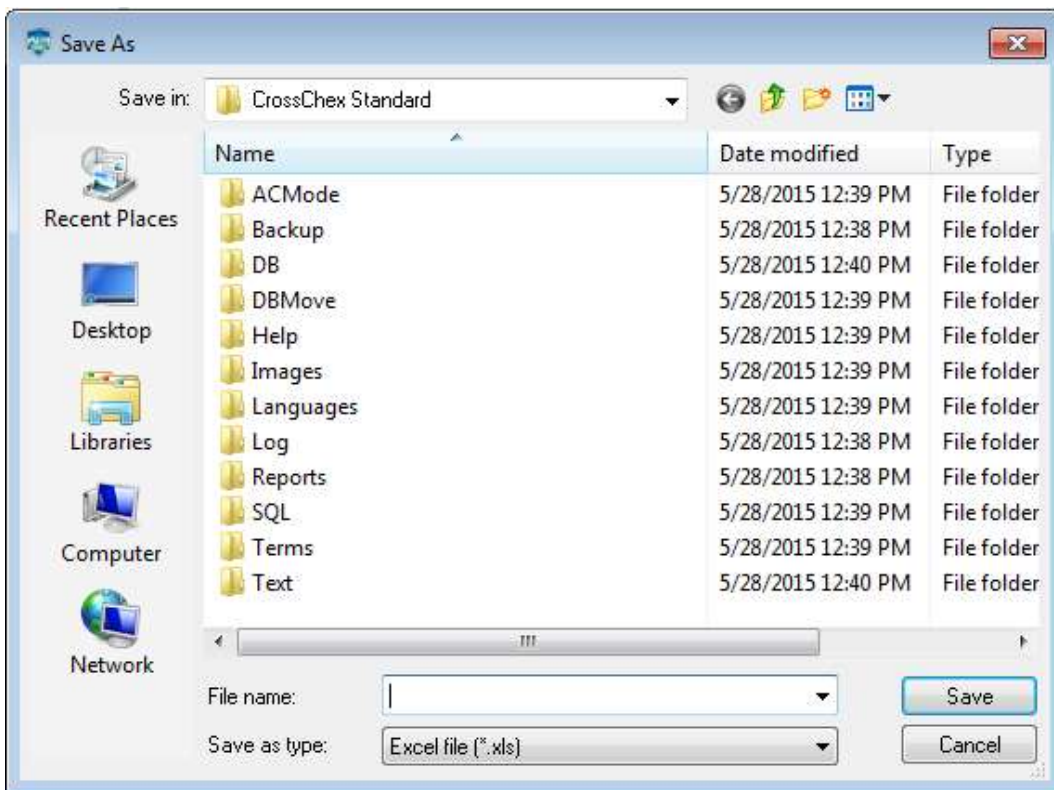 Save As
Save in: CrossChex Standard
Name Date modified Type
ACMode 5/28/2015 12:39 PM File folder
Backup 5/28/2015 12:38 PM File folder
DB 5/28/2015 12:40 PM File folder
DBMove 5/28/2015 12:39 PM File folder
Help 5/28/2015 12:39 PM File folder
Images 5/28/2015 12:39 PM File folder
Languages 5/28/2015 12:39 PM File folder
Log 5/28/2015 12:38 PM File folder
Reports 5/28/2015 12:38 PM File folder
SQL 5/28/2015 12:39 PM File folder
Terms 5/28/2015 12:39 PM File folder
Text 5/28/2015 12:40 PM File folder
Recent Places
Desktop
Libraries
Computer
Network
File name: Save
Save as type: Excel file (*.xls) Cancel